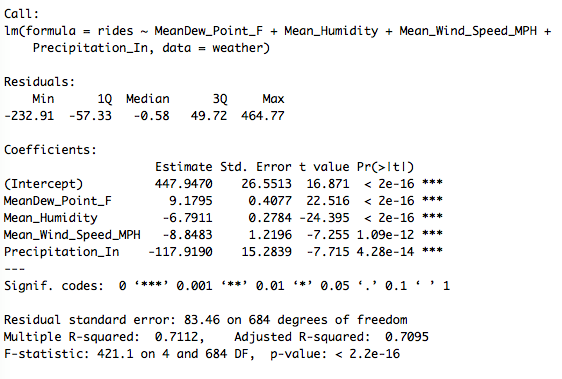 Call:
lm(formula = rides ~ MeanDew_Point_F + Mean_Humidity + Mean_Wind_Speed_MPH +
    Precipitation_In, data = weather)

Residuals:
    Min      1Q  Median      3Q     Max
-232.91  -57.33   -0.58   49.72  464.77

Coefficients:
                     Estimate Std. Error t value Pr(>|t|)
(Intercept)          447.9470    26.5513  16.871  < 2e-16 ***
MeanDew_Point_F        9.1795     0.4077  22.516  < 2e-16 ***
Mean_Humidity         -6.7911     0.2784 -24.395  < 2e-16 ***
Mean_Wind_Speed_MPH   -8.8483     1.2196  -7.255 1.09e-12 ***
Precipitation_In    -117.9190    15.2839  -7.715 4.28e-14 ***
---
Signif. codes:  0 ‘***’ 0.001 ‘**’ 0.01 ‘*’ 0.05 ‘.’ 0.1 ‘ ’ 1

Residual standard error: 83.46 on 684 degrees of freedom
Multiple R-squared:  0.7112,	Adjusted R-squared:  0.7095
F-statistic: 421.1 on 4 and 684 DF,  p-value: < 2.2e-16